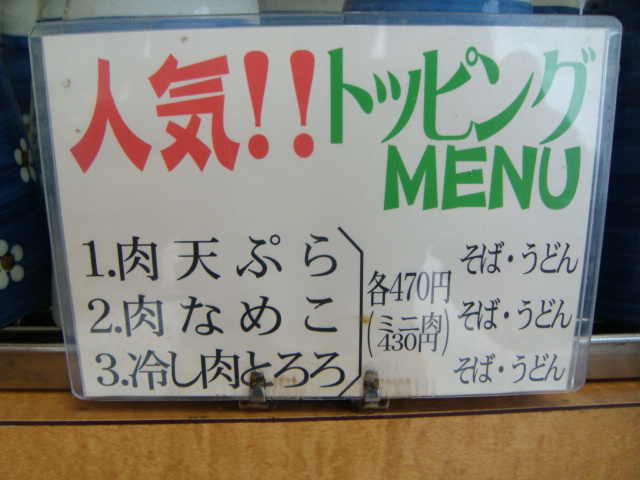 人気!!トッピング
MENU
1.肉天ぷら
2.肉なめこ
3.冷し肉とろろ
各470円
(ミニ肉430円)
そば・うどん
そば・うどん
そば・うどん